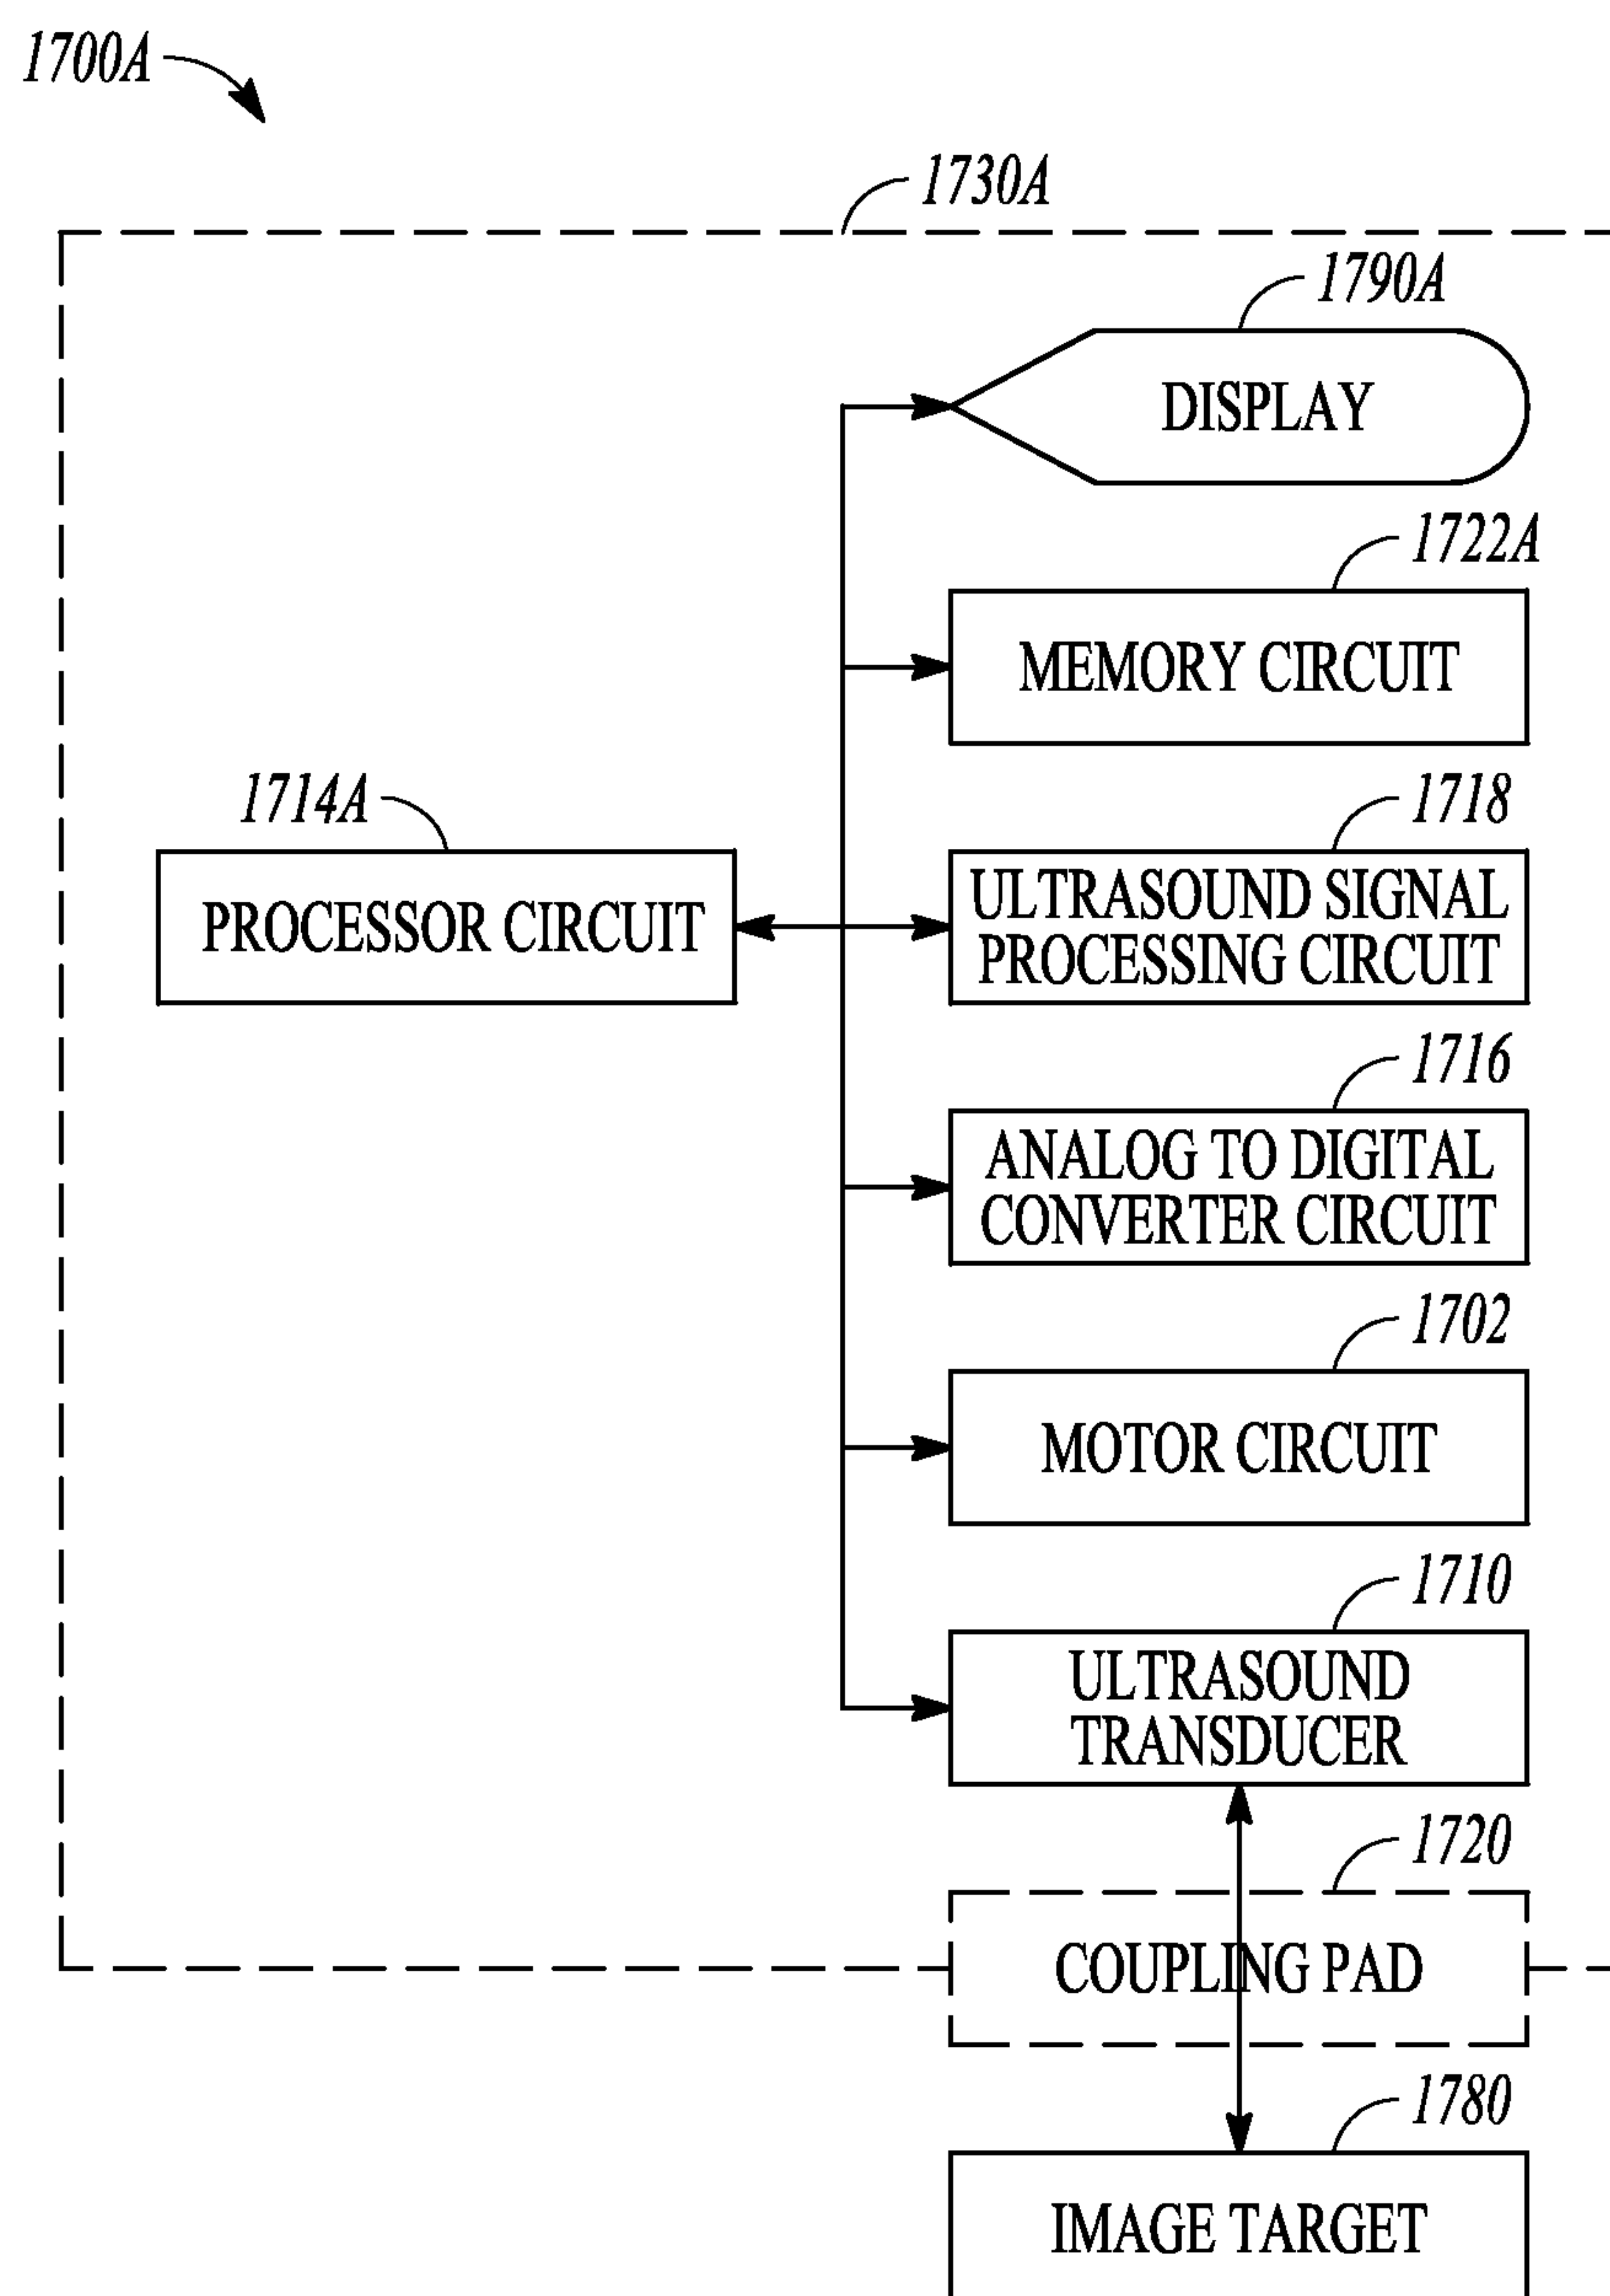 1700A
1730A
1790A
DISPLAY
1722A
MEMORY CIRCUIT
1714A
PROCESSOR CIRCUIT
1718
ULTRASOUND SIGNAL
PROCESSING CIRCUIT
1716
ANALOG TO DIGITAL
CONVERTER CIRCUIT
1702
MOTOR CIRCUIT
1710
ULTRASOUND
TRANSDUCER
1720
COUPLING PAD
1780
IMAGE TARGET